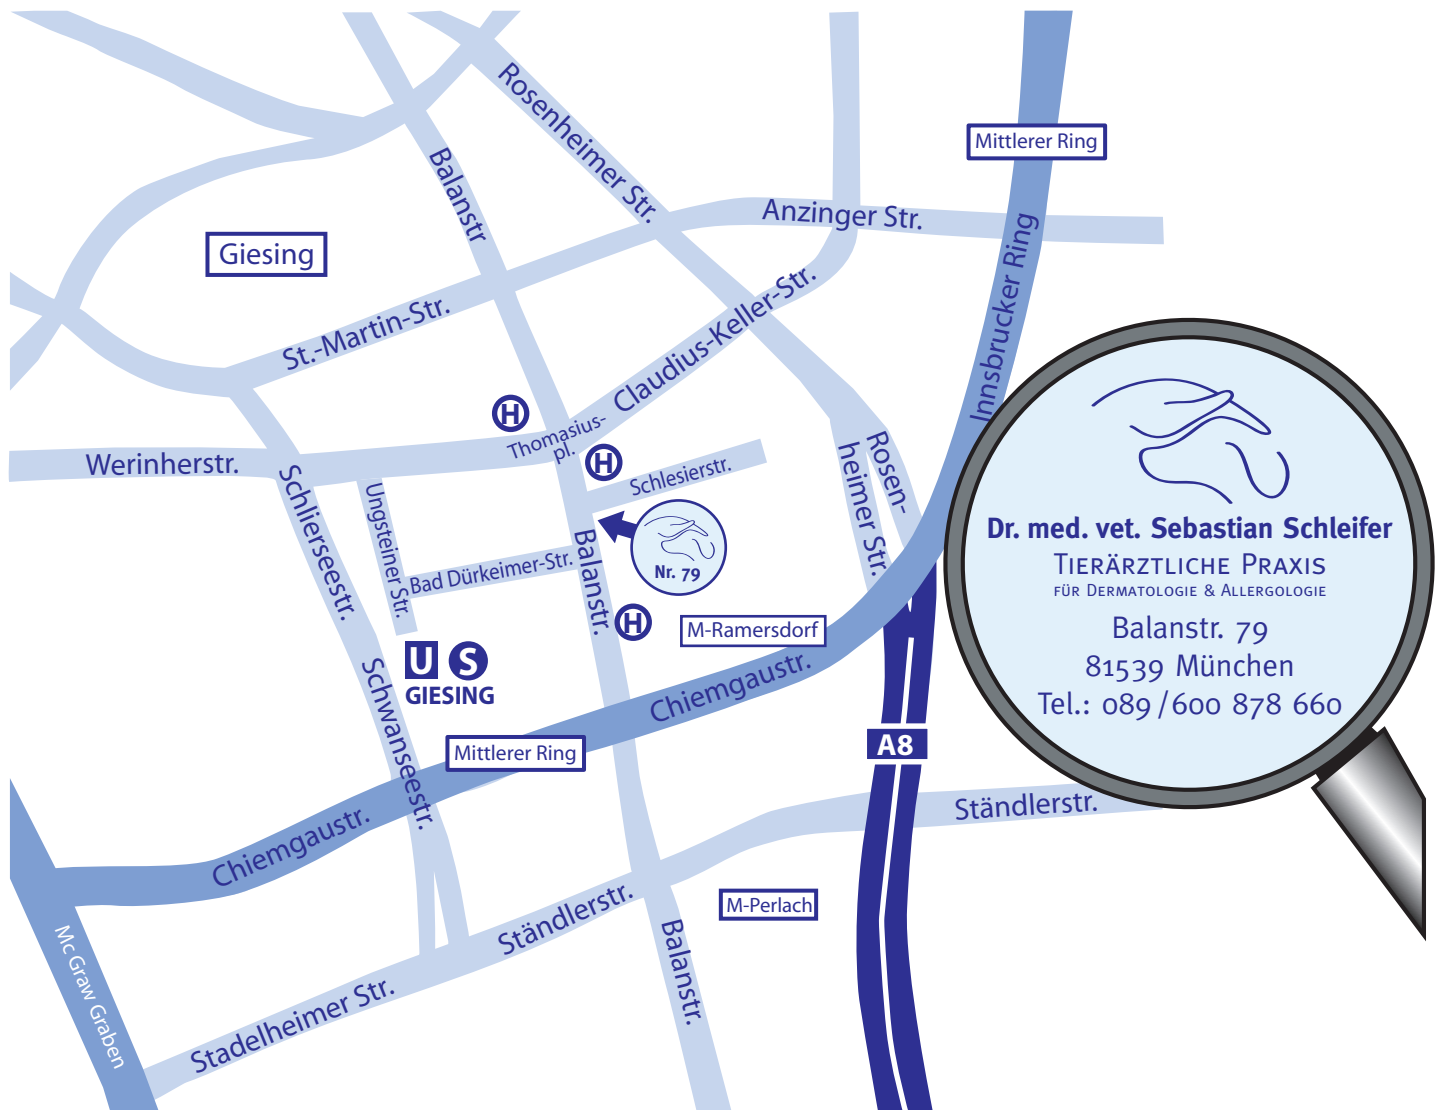 Rosenheimer Str.
Mittlerer Ring
Balanstr
Anzinger Str.
Giesing
Innsbrucker Ring
St.-Martin-Str.
Claudius-Keller-Str.
H
Thomasius-
pl.
H
Werinherstr.
Schlesierstr.
Rosen-
heimer Str.
Schlierseestr.
Ungsteiner Str.
Bad Dürkeimer-Str.
Balanstr.
Nr. 79
H
M-Ramersdorf
U S
GIESING
Schwanseestr.
Chiemgaustr.
Mittlerer Ring
A8
Chiemgaustr.
Ständlerstr.
Ständlerstr.
M-Perlach
Balanstr.
Mc Graw Graben
Stadelheimer Str.
Dr. med. vet. Sebastian Schleifer
TIERÄRZTLICHE PRAXIS
FÜR DERMATOLOGIE & ALLERGOLOGIE
Balanstr. 79
81539 München
Tel.: 089/600 878 660